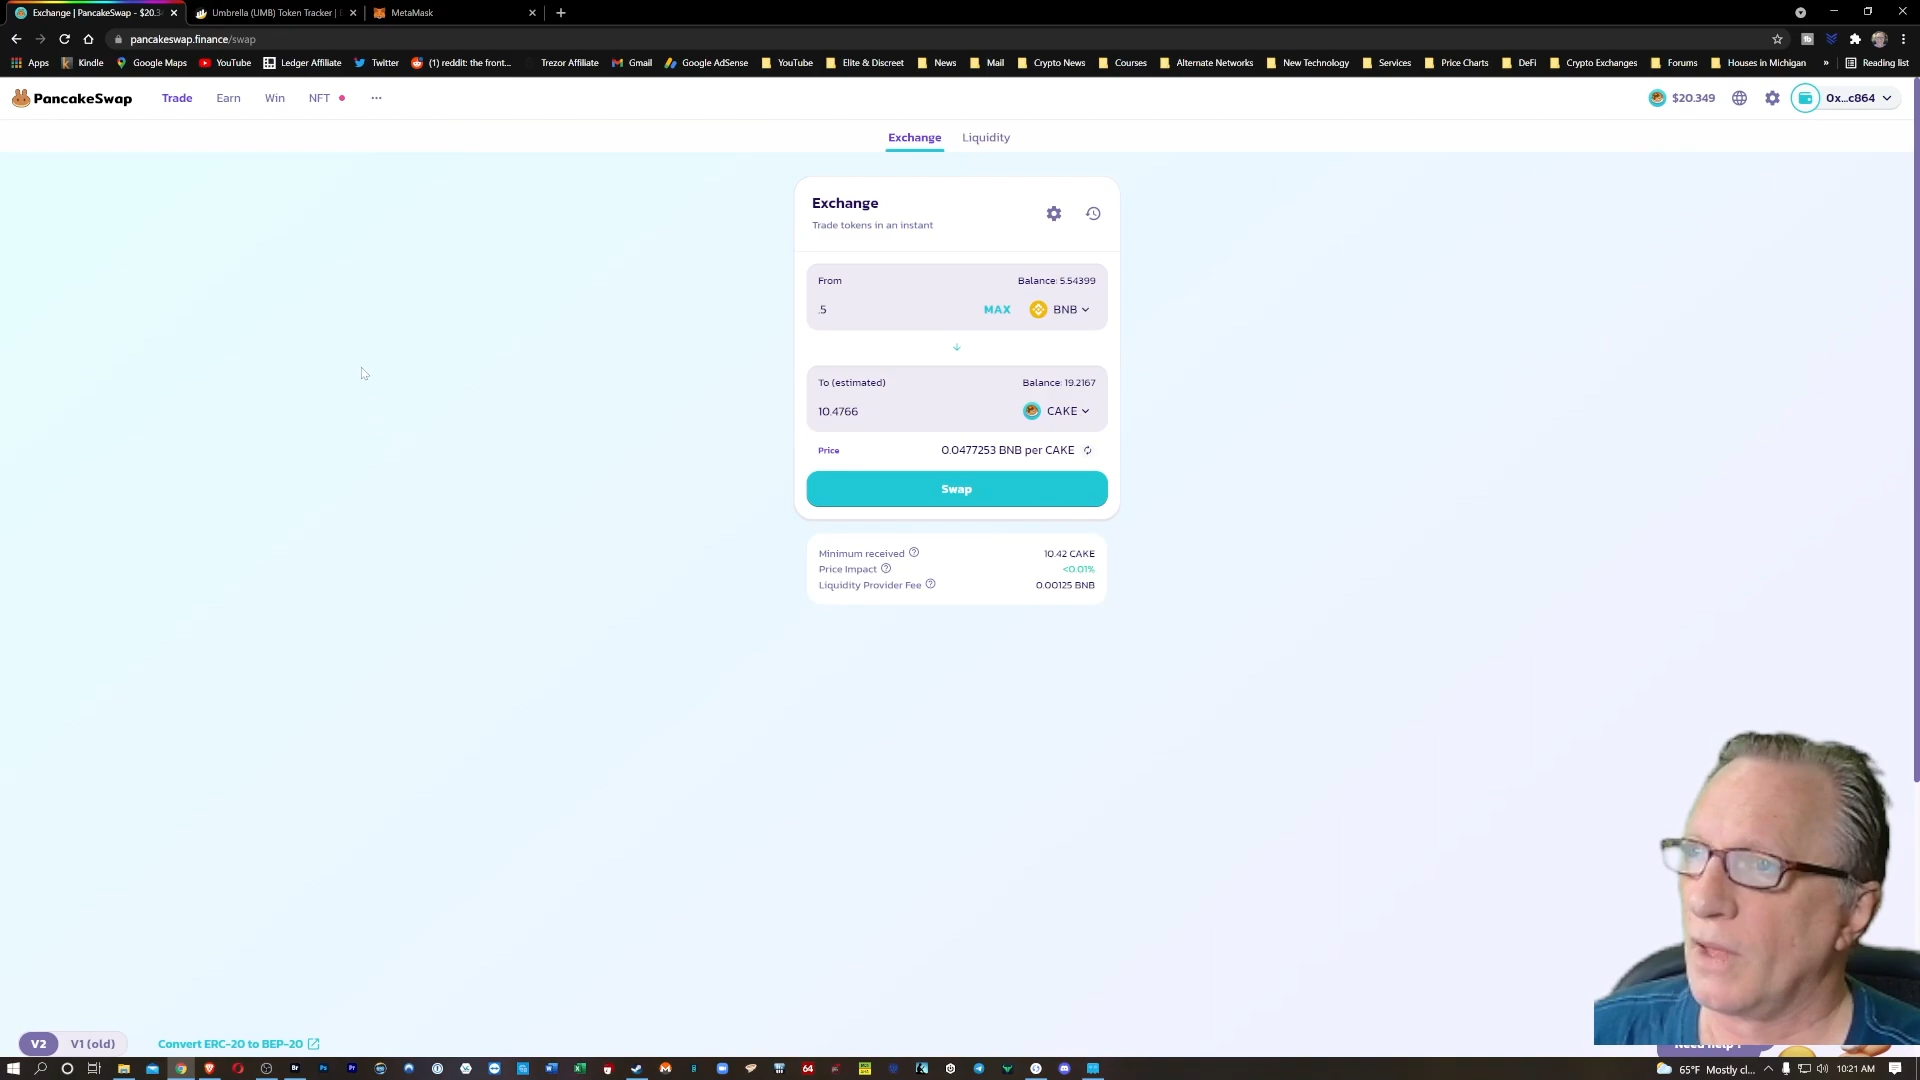 Exchange | PancakeSwap - $20.3
Umbrella (UMB) Token Tracker |
MetaMask
pancakeswap.finance/swap
Apps
Kindle
Google Maps
YouTube
Ledger Affiliate
Twitter
(1) reddit: the front...
Trezor Affiliate
Gmail
Google AdSense
YouTube
Elite & Discreet
News
Mail
Crypto News
Courses
Alternate Networks
New Technology
Services
Price Charts
DeFi
Crypto Exchanges
Forums
Houses in Michigan
»
Reading list
PancakeSwap
Trade
Earn
Win
NFT
$20.349
0x...c864
Exchange
Liquidity
Exchange
Trade tokens in an instant
From
Balance: 5.54399
.5
MAX
BNB
To (estimated)
Balance: 19.2167
10.4766
CAKE
Price
0.0477253 BNB per CAKE
Swap
Minimum received
10.42 CAKE
Price Impact
<0.01%
Liquidity Provider Fee
0.00125 BNB
V2
V1 (old)
Convert ERC-20 to BEP-20
65°F Mostly cl...
10:21 AM